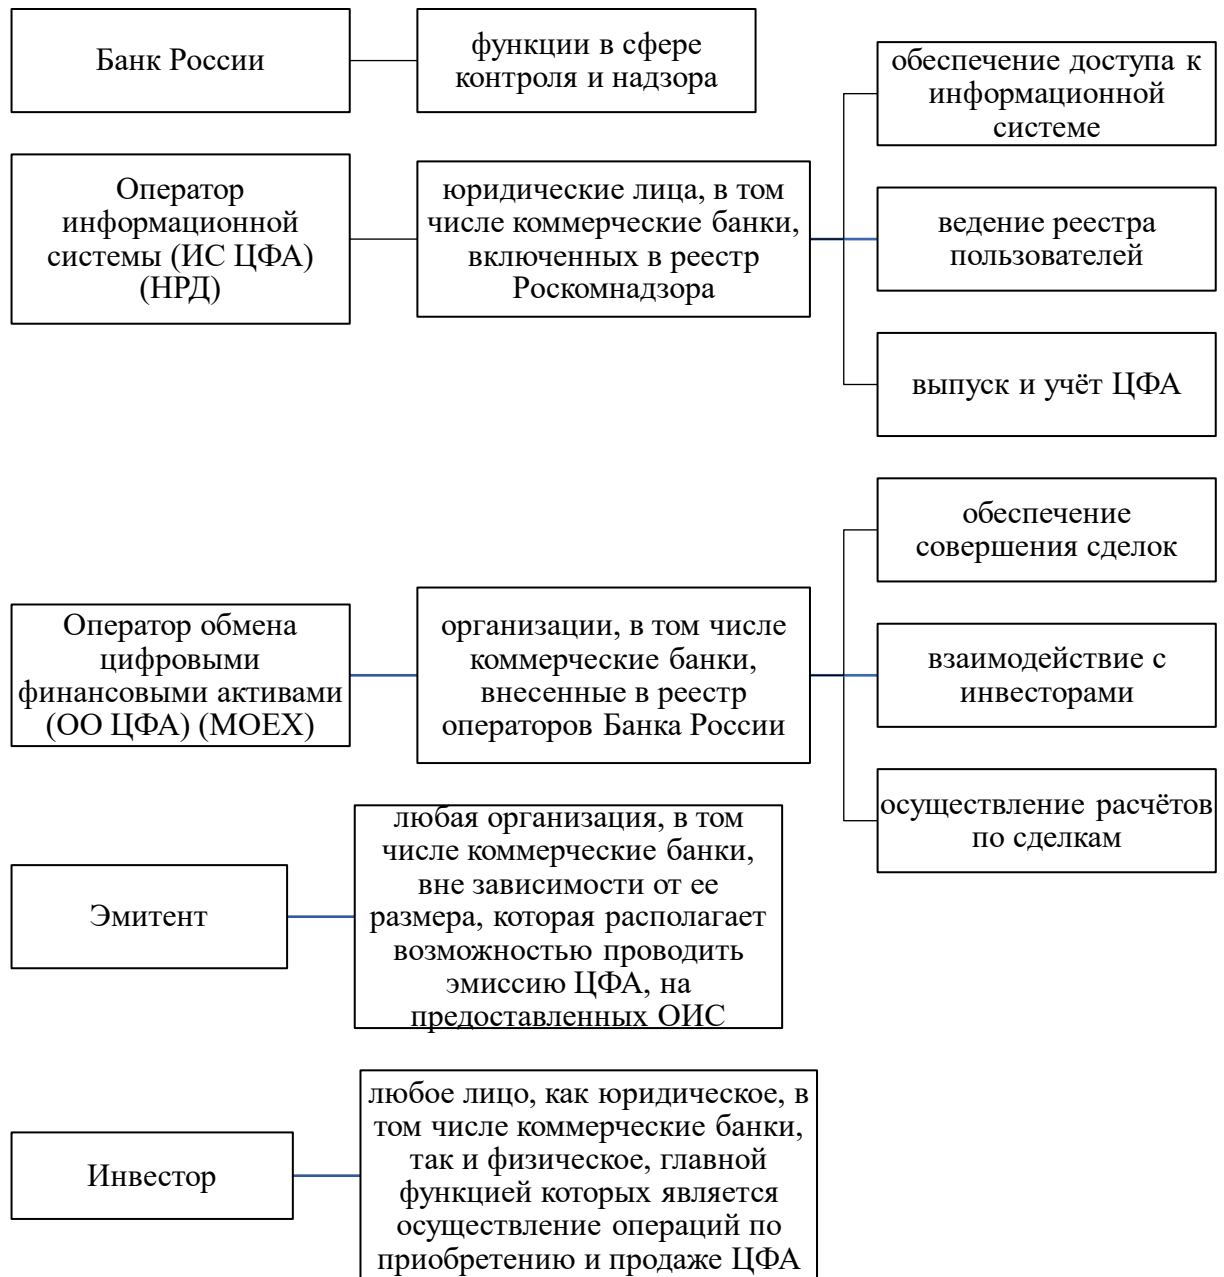 Банк России
функции в сфере
контроля и надзора
Оператор
информационной
системы (ИС ЦФА)
(НРД)
юридические лица, в том
числе коммерческие банки,
включенных в реестр
Роскомнадзора
обеспечение доступа к
информационной
системе
ведение реестра
пользователей
выпуск и учёт ЦФА
Оператор обмена
цифровыми
финансовыми активами
(ОО ЦФА) (MOEX)
организации, в том числе
коммерческие банки,
внесенные в реестр
операторов Банка России
обеспечение
совершения сделок
взаимодействие с
инвесторами
осуществление расчётов
по сделкам
Эмитент
любая организация, в том
числе коммерческие банки,
вне зависимости от ее
размера, которая располагает
возможностью проводить
эмиссию ЦФА, на
предоставленных ОИС
Инвестор
любое лицо, как юридическое, в
том числе коммерческие банки,
так и физическое, главной
функцией которых является
осуществление операций по
приобретению и продаже ЦФА